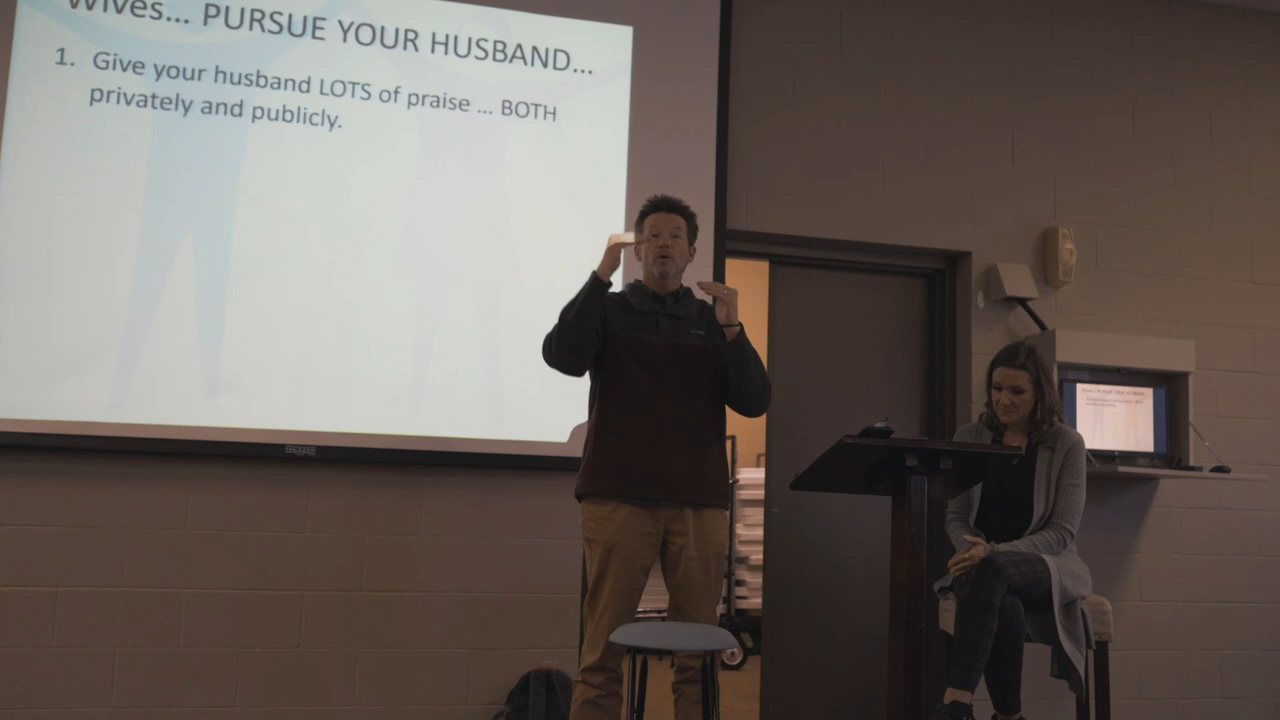 Wives... PURSUE YOUR HUSBAND...
1. Give your husband LOTS of praise ... BOTH
privately and publicly.